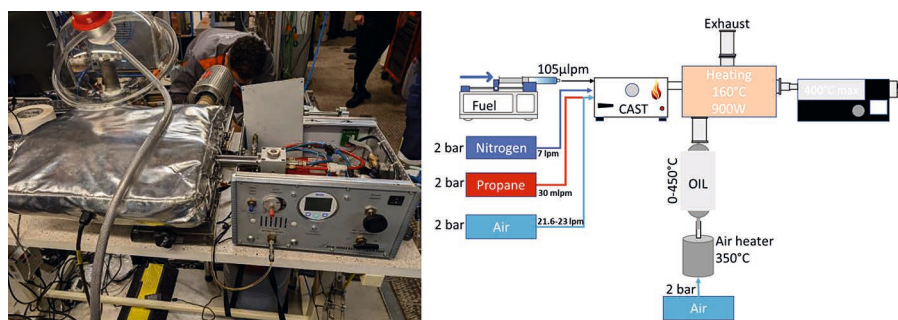 Exhaust
105µlpm
Fuel
CAST
Heating
160°C
900W
400°C max
2 bar
Nitrogen
7 lpm
2 bar
Propane
30 mlpm
2 bar
Air
21.6-23 lpm
0-450°C
OIL
Air heater
350°C
2 bar
Air